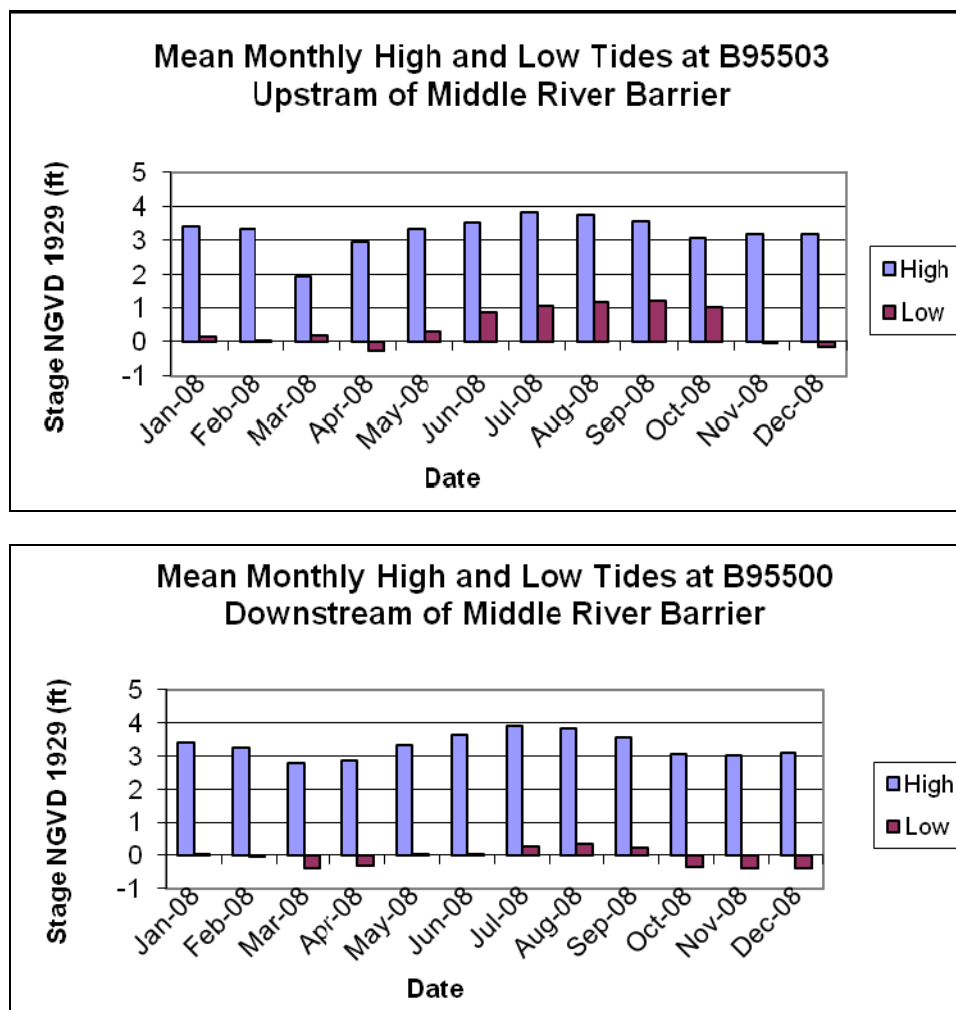 Mean Monthly High and Low Tides at B95503
Upstram of Middle River Barrier
Stage NGVD 1929 (ft)
5
4
3
2
1
0
-1
Jan-08
Feb-08
Mar-08
Apr-08
May-08
Jun-08
Jul-08
Aug-08
Sep-08
Oct-08
Nov-08
Dec-08
Date
High
Low
Mean Monthly High and Low Tides at B95500
Downstream of Middle River Barrier
Stage NGVD 1929 (ft)
5
4
3
2
1
0
-1
Jan-08
Feb-08
Mar-08
Apr-08
May-08
Jun-08
Jul-08
Aug-08
Sep-08
Oct-08
Nov-08
Dec-08
Date
High
Low